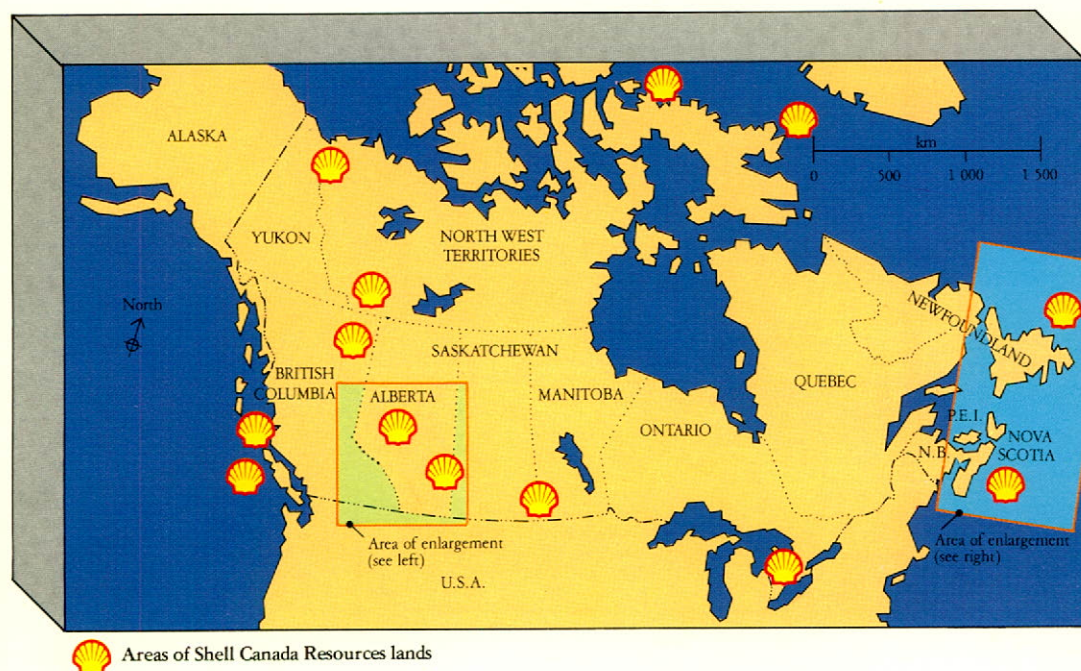 ALASKA
km
0 500 1 000 1 500
YUKON
NORTH WEST
TERRITORIES
North
NEWFOUNDLAND
SASKATCHEWAN
BRITISH
COLUMBIA
ALBERTA
MANITOBA
QUEBEC
ONTARIO
P.E.I.
N.B.
NOVA
SCOTIA
Area of enlargement
(see left)
Area of enlargement
(see right)
U.S.A.
Areas of Shell Canada Resources lands